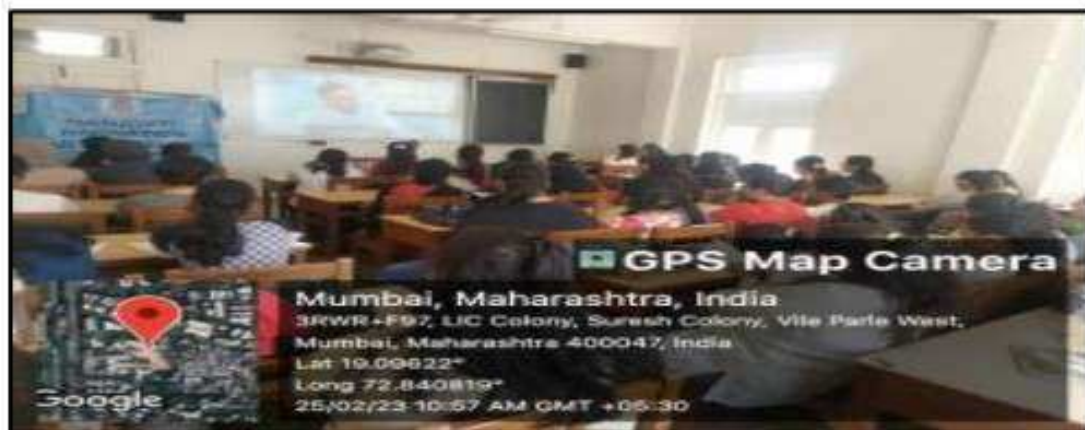 GPS Map Camera
Mumbai, Maharashtra, India
3RWR+F97, LIC Colony, Suresh Colony, Vile Parle West,
Mumbai, Maharashtra 400047, India
Lat 19.09622°
Long 72.840819°
25/02/23 10:57 AM GMT +05:30
Google